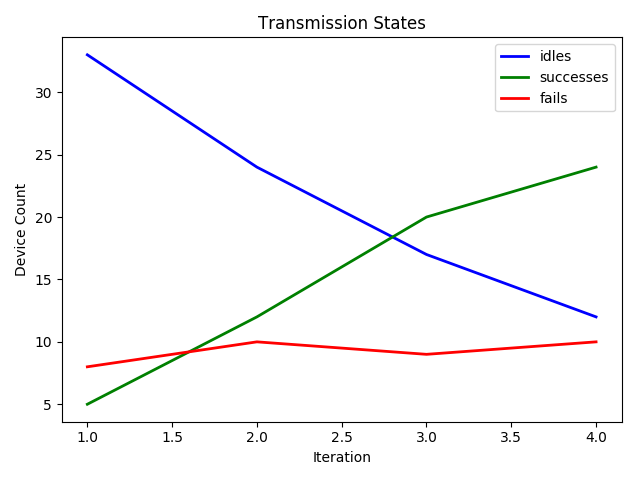 Transmission States
idles
successes
fails
30
25
20
15
10
5
Device Count
1.0 1.5 2.0 2.5 3.0 3.5 4.0
Iteration